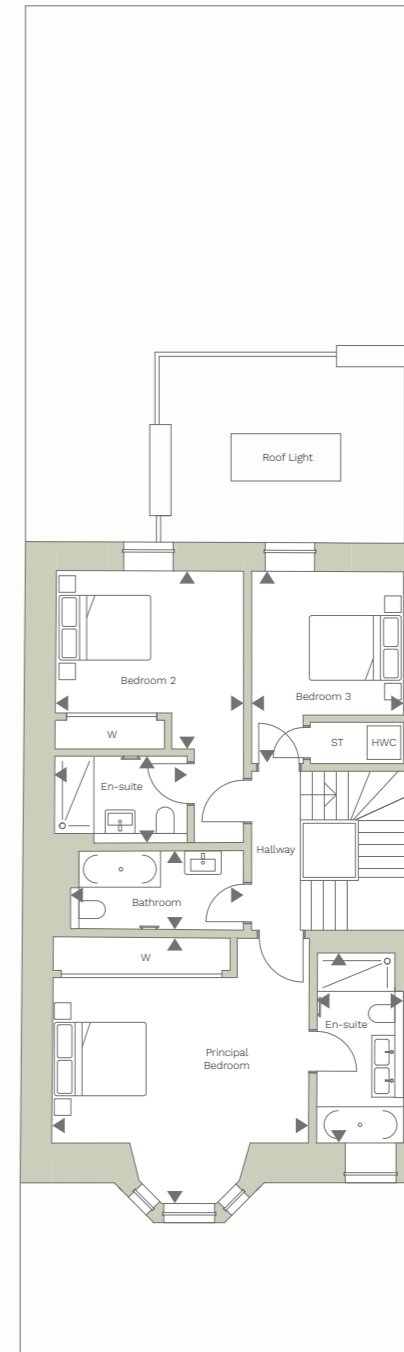 Roof Light
Bedroom 2
Bedroom 3
W
ST
HWC
En-suite
Hallway
Bathroom
W
En-suite
Principal
Bedroom